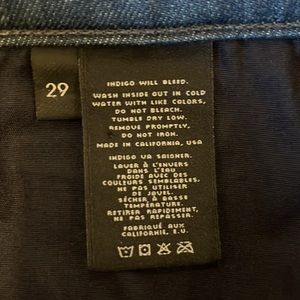 29
INDIGO WILL BLEED.
WASH INSIDE OUT IN COLD
WATER WITH LIKE COLORS,
DO NOT BLEACH.
TUMBLE DRY LOW.
REMOVE PROMPTLY,
DO NOT IRON.
MADE IN CALIFORNIA, USA
INDIGO VA SAIGNER.
LAVER À L'ENVERS
DANS L'EAU
FROIDE AVEC DES
COULEURS SEMBLABLES.
NE PAS UTILISER
DE JAVEL.
SÉCHER À BASSE
TEMPÉRATURE.
RETIRER RAPIDEMENT,
NE PAS REPASSER.
FABRIQUÉ AUX
CALIFORNIE, E.U.